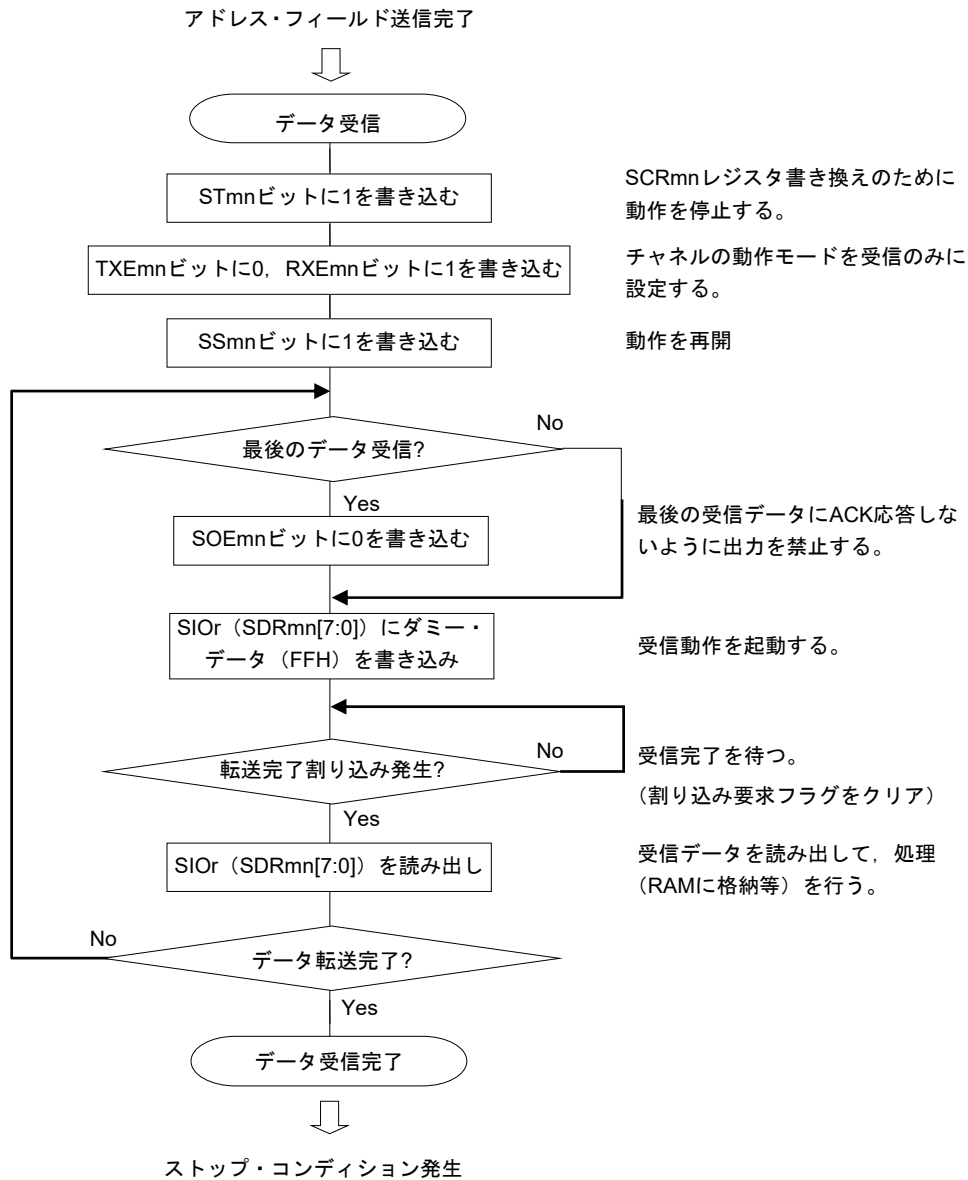 アドレス・フィールド送信完了
データ受信
STmnビットに1を書き込む
SCRmnレジスタ書き換えのために
動作を停止する。
TXEmnビットに0，RXEmnビットに1を書き込む
チャネルの動作モードを受信のみに
設定する。
SSmnビットに1を書き込む
動作を再開
最後のデータ受信?
No
Yes
SOEmnビットに0を書き込む
最後の受信データにACK応答しな
いように出力を禁止する。
SIOr（SDRmn[7:0]）にダミー・
データ（FFH）を書き込み
受信動作を起動する。
転送完了割り込み発生?
No
受信完了を待つ。
（割り込み要求フラグをクリア）
Yes
SIOr（SDRmn[7:0]）を読み出し
受信データを読み出して，処理
（RAMに格納等）を行う。
No
データ転送完了?
Yes
データ受信完了
ストップ・コンディション発生